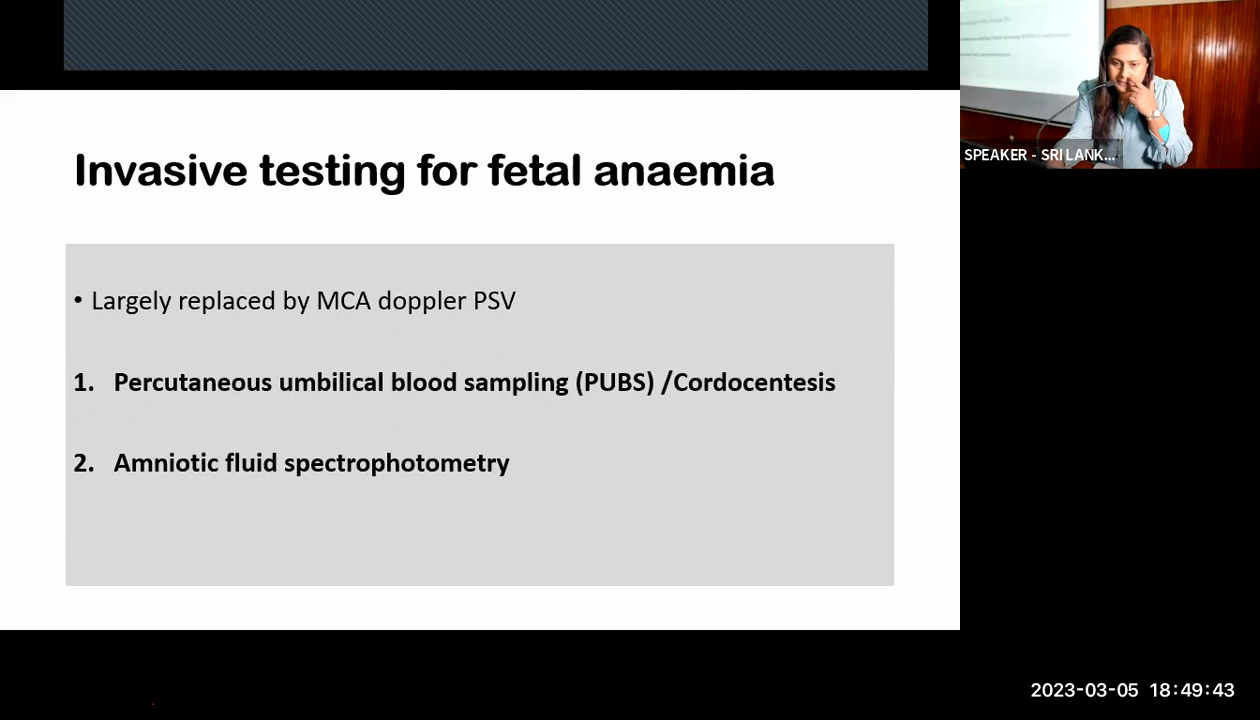 Invasive testing for fetal anaemia
• Largely replaced by MCA doppler PSV
1. Percutaneous umbilical blood sampling (PUBS) /Cordocentesis
2. Amniotic fluid spectrophotometry
SPEAKER - SRI LANK...
2023-03-05 18:49:43